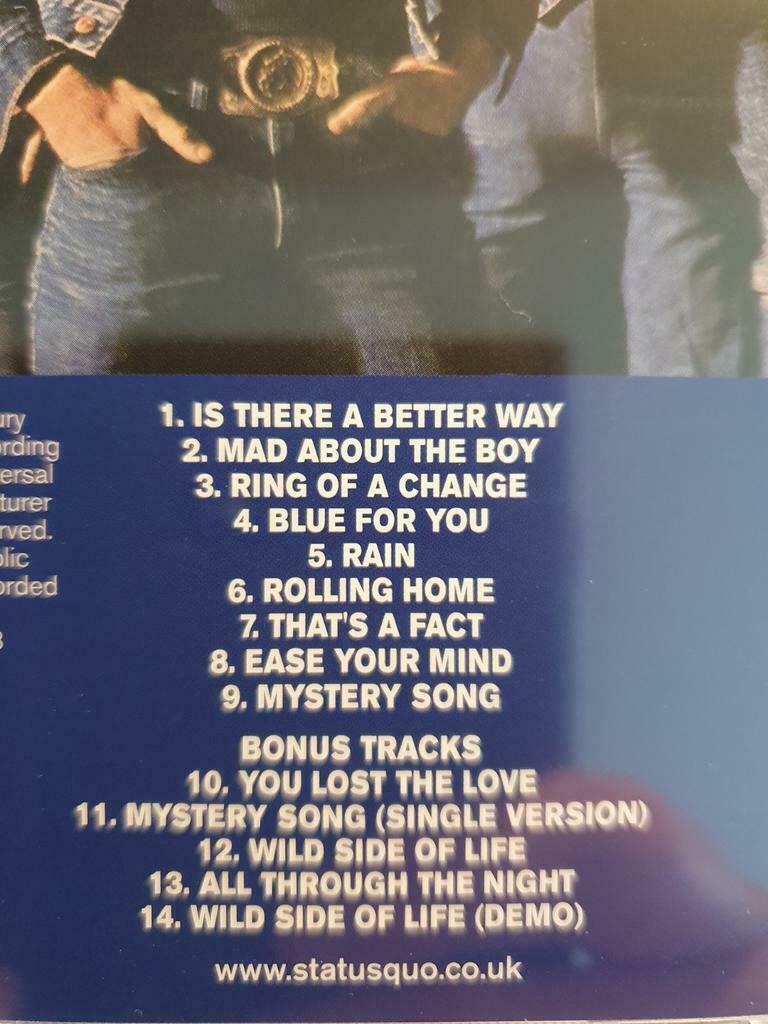 1. IS THERE A BETTER WAY
2. MAD ABOUT THE BOY
3. RING OF A CHANGE
4. BLUE FOR YOU
5. RAIN
6. ROLLING HOME
7. THAT'S A FACT
8. EASE YOUR MIND
9. MYSTERY SONG
BONUS TRACKS
10. YOU LOST THE LOVE
11. MYSTERY SONG (SINGLE VERSION)
12. WILD SIDE OF LIFE
13. ALL THROUGH THE NIGHT
14. WILD SIDE OF LIFE (DEMO)
www.statusquo.co.uk